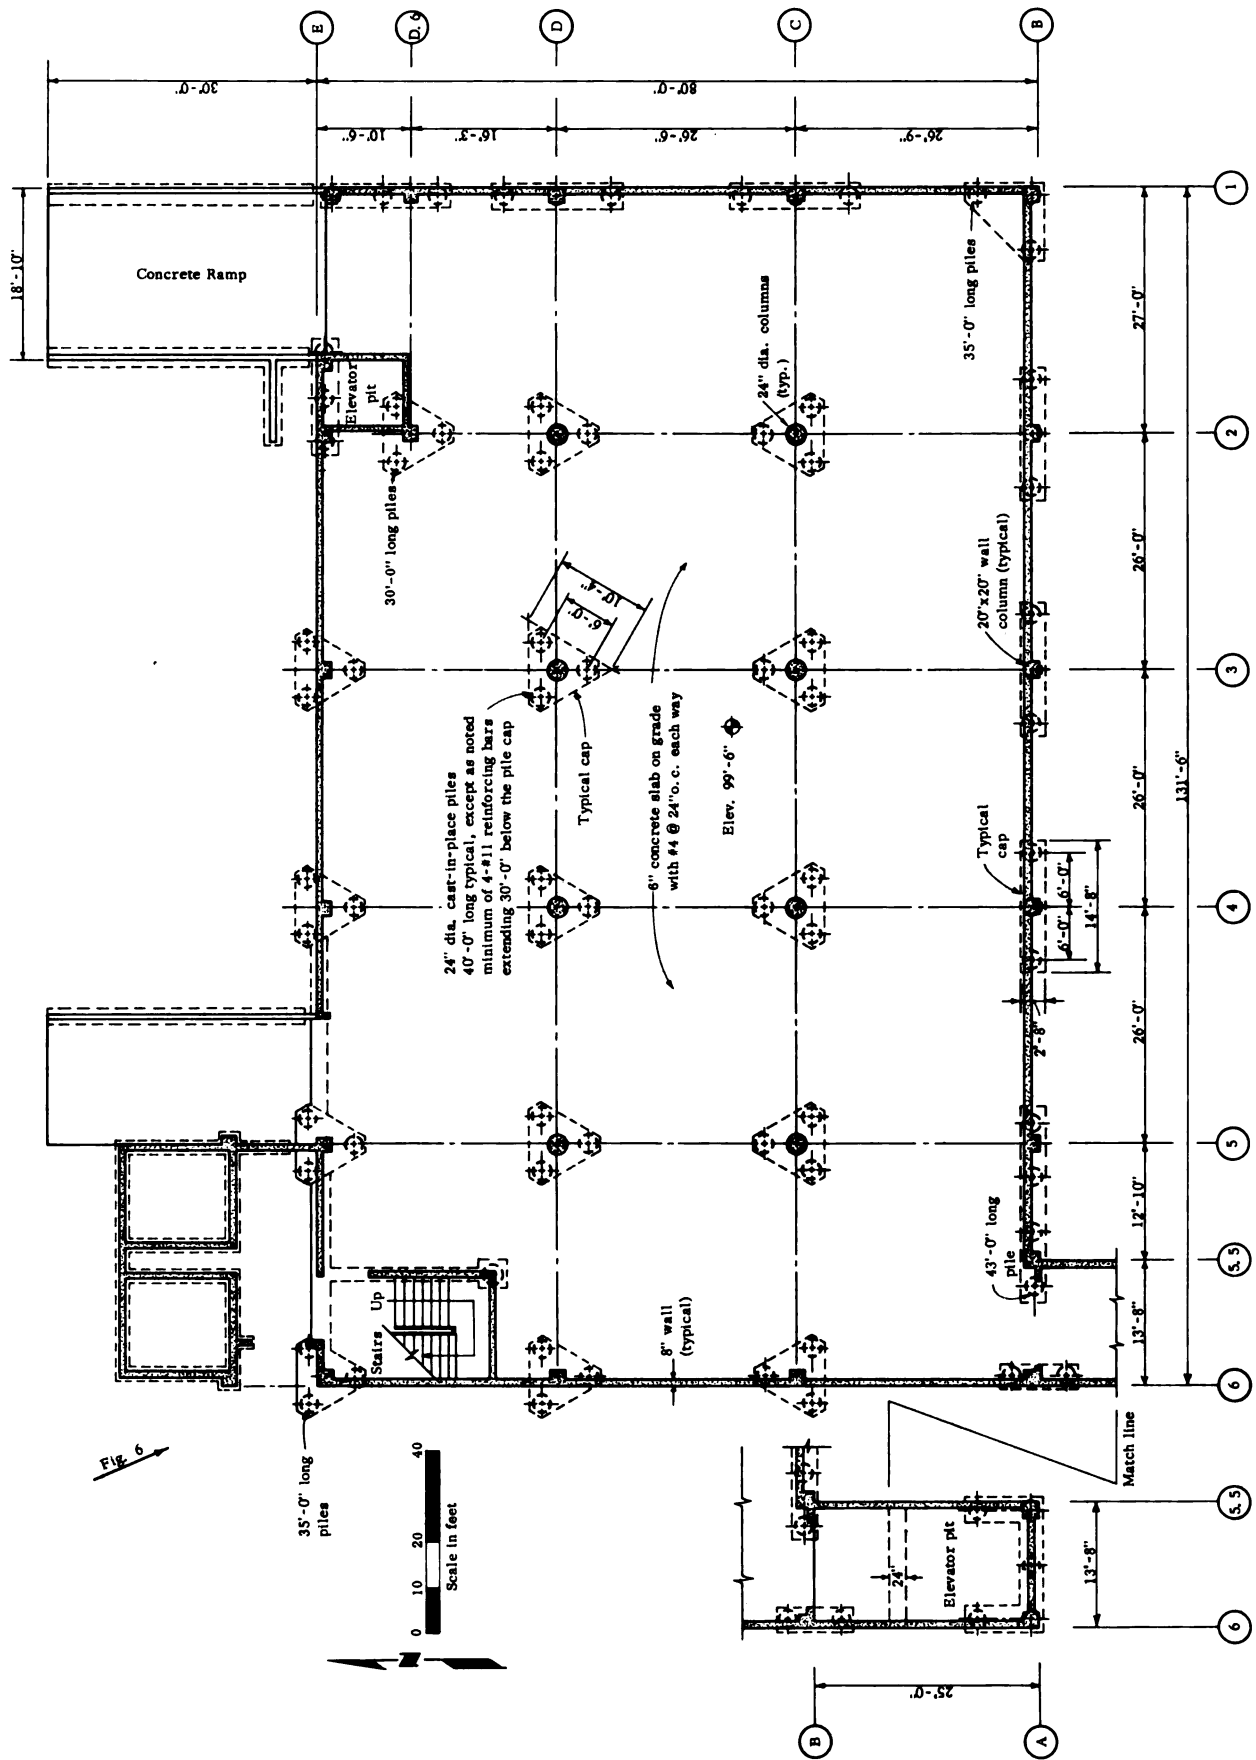 E
D.6
D
C
B
30'-0"
80'-0"
10'-6"
16'-3"
26'-6"
26'-9"
18'-10"
Concrete Ramp
Elevator
pit
30'-0" long piles
24" dia. columns
(typ.)
35'-0" long piles
1
27'-0"
2
26'-0"
20"x20" wall
column (typical)
10'-4"
6'-0"
3
24" dia. cast-in-place piles
40'-0" long typical, except as noted
minimum of 4-#11 reinforcing bars
extending 30'-0" below the pile cap
Typical cap
6" concrete slab on grade
with #4 @ 24"o.c. each way
Elev. 99'-6"
26'-0"
131'-6"
Typical
cap
6'-0"
6'-0"
14'-8"
4
2'-8"
26'-0"
5
12'-10"
43'-0" long
pile
5.5
13'-8"
6
Stairs
Up
8" wall
(typical)
Fig 6
35'-0" long
piles
0 10 20 40
Scale in feet
N
Match line
24"
Elevator pit
5.5
13'-8"
6
25'-0"
B
A